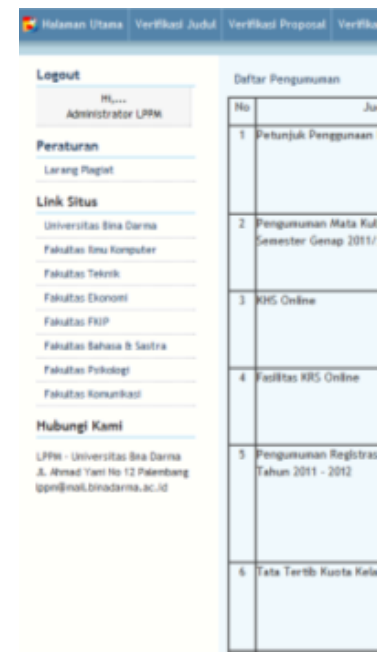 Halaman Utama Verifikasi Judul Verifikasi Proposal Verifika
Logout
Hi,...
Administrator LPPM
Peraturan
Larang Plagiat
Link Situs
Universitas Bina Darma
Fakultas Ilmu Komputer
Fakultas Teknik
Fakultas Ekonomi
Fakultas FKIP
Fakultas Bahasa & Sastra
Fakultas Psikologi
Fakultas Komunikasi
Hubungi Kami
LPPM - Universitas Bina Darma
Jl. Ahmad Yani No 12 Palembang
lppm@mail.binadarma.ac.id
Daftar Pengumuman
No Ju
1 Petunjuk Penggunaan
2 Pengumuman Mata Kul
Semester Genap 2011/
3 KHS Online
4 Fasilitas KRS Online
5 Pengumuman Registras
Tahun 2011 - 2012
6 Tata Tertib Kuota Kela